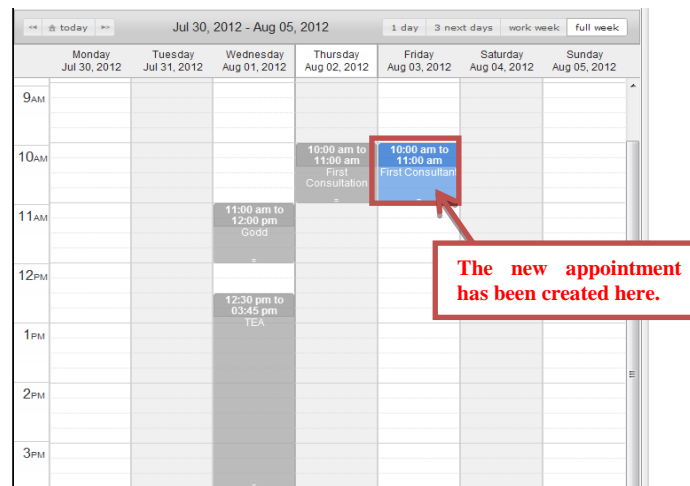 today Jul 30, 2012 - Aug 05, 2012 1 day 3 next days work week full week
Monday Tuesday Wednesday Thursday Friday Saturday Sunday
Jul 30, 2012 Jul 31, 2012 Aug 01, 2012 Aug 02, 2012 Aug 03, 2012 Aug 04, 2012 Aug 05, 2012
9AM
10AM
10:00 am to
11:00 am
First
Consultation
10:00 am to
11:00 am
First Consultant
11AM
11:00 am to
12:00 pm
Godd
The new appointment
has been created here.
12PM
12:30 pm to
03:45 pm
TEA
1PM
2PM
3PM